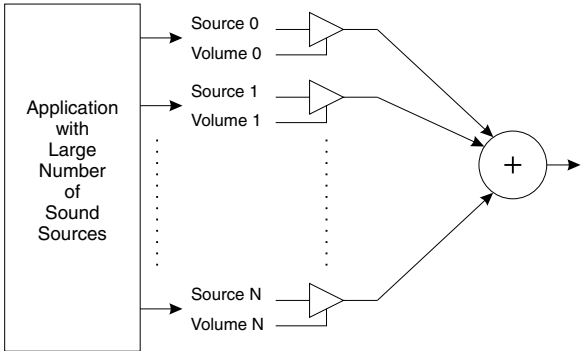 Application
with
Large
Number
of
Sound
Sources
Source 0
Volume 0
Source 1
Volume 1
Source N
Volume N
+